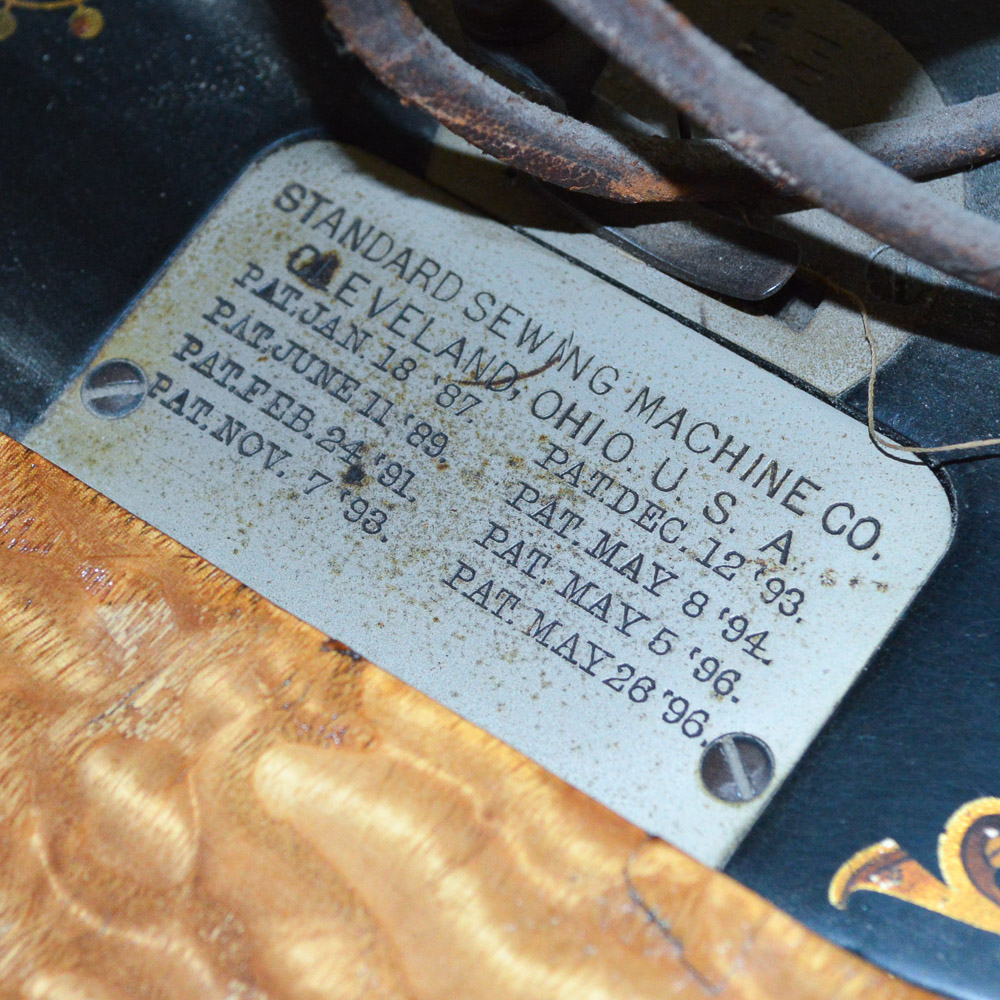 STANDARD SEWING MACHINE CO.
CLEVELAND, OHIO. U. S. A
PAT. JAN. 18 '87 PAT. DEC. 12 '93.
PAT. JUNE 11 '89. PAT. MAY 8 '94.
PAT. FEB. 24 '91. PAT. MAY 5 '96.
PAT. NOV. 7 '93. PAT. MAY 26 '96.